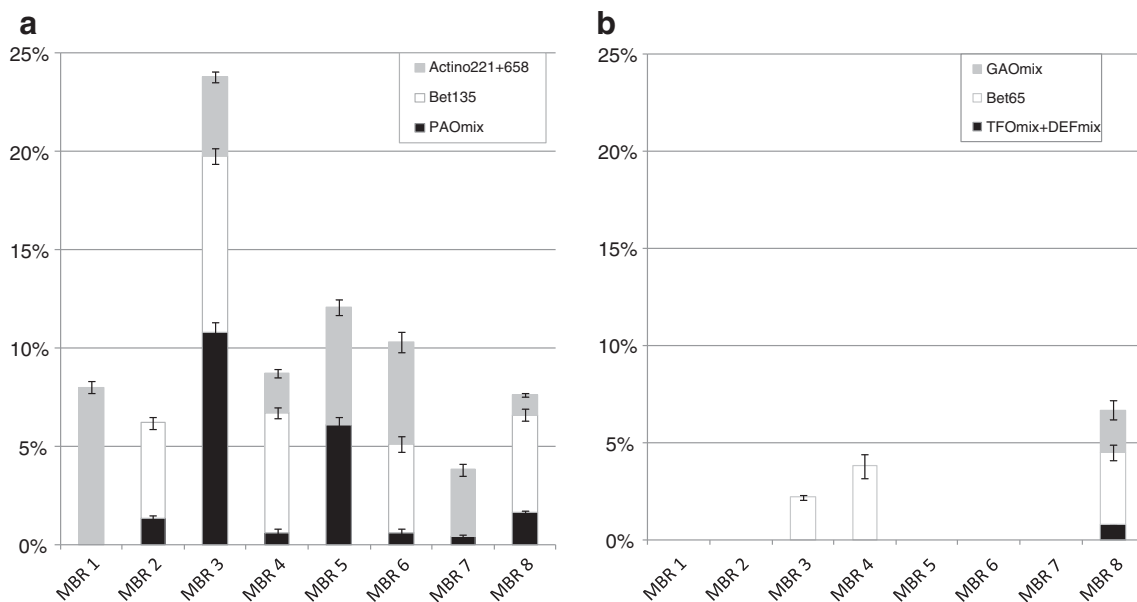 a
25%
20%
15%
10%
5%
0%
Actino221+658
Bet135
PAOmix
MBR 1
MBR 2
MBR 3
MBR 4
MBR 5
MBR 6
MBR 7
MBR 8
b
25%
20%
15%
10%
5%
0%
GAOmix
Bet65
TFOmix+DEFmix
MBR 1
MBR 2
MBR 3
MBR 4
MBR 5
MBR 6
MBR 7
MBR 8